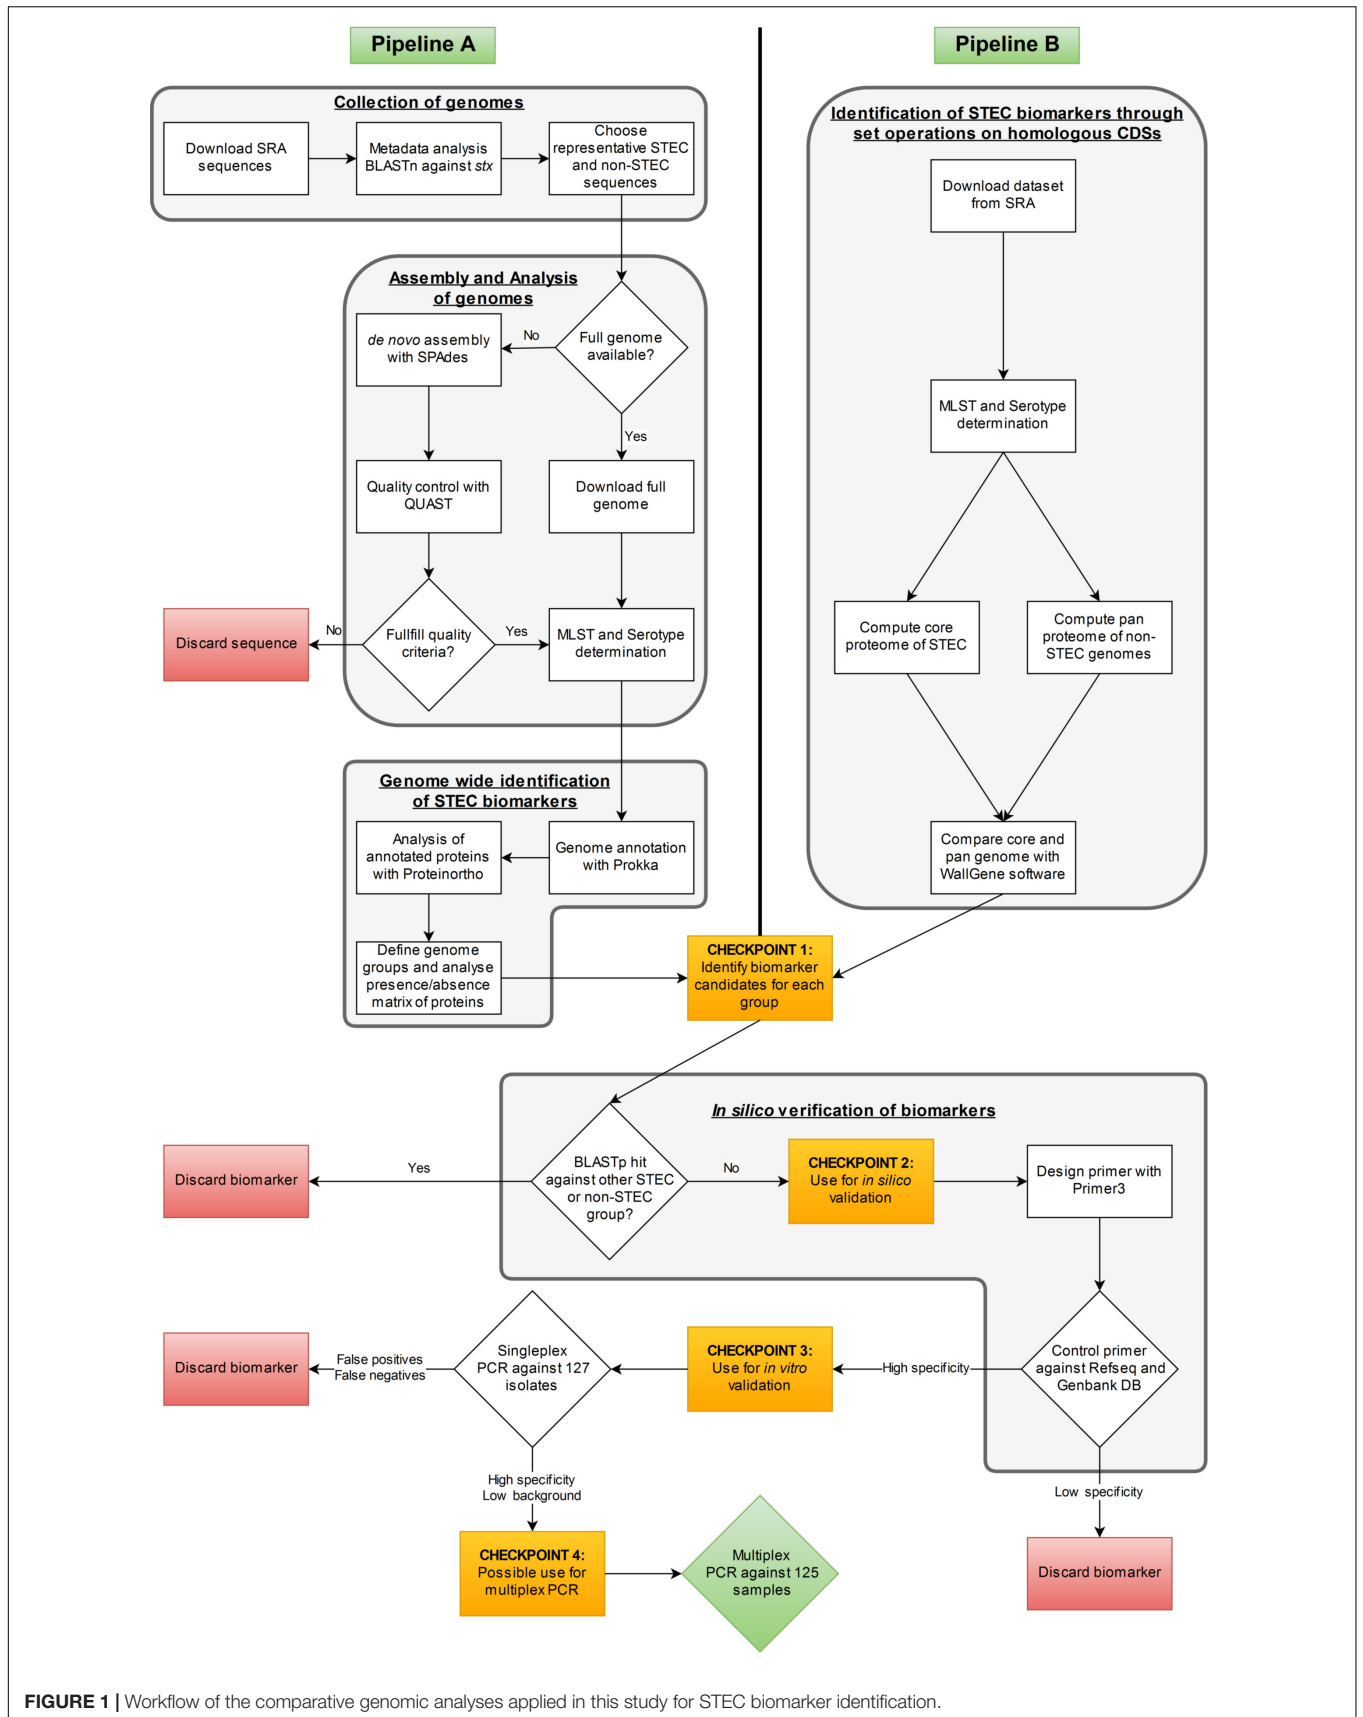 Pipeline A
Collection of genomes
Download SRA
sequences
Metadata analysis
BLASTn against stx
Choose
representative STEC
and non-STEC
sequences
Assembly and Analysis
of genomes
Full genome
available?
No
de novo assembly
with SPAdes
Yes
Quality control with
QUAST
Download full
genome
Fullfill quality
criteria?
No
Discard sequence
Yes
MLST and Serotype
determination
Genome wide identification
of STEC biomarkers
Genome annotation
with Prokka
Analysis of
annotated proteins
with Proteinortho
Define genome
groups and analyse
presence/absence
matrix of proteins
Pipeline B
Identification of STEC biomarkers through
set operations on homologous CDSs
Download dataset
from SRA
MLST and Serotype
determination
Compute core
proteome of STEC
Compute pan
proteome of non-
STEC genomes
Compare core and
pan genome with
WallGene software
CHECKPOINT 1:
Identify biomarker
candidates for each
group
In silico verification of biomarkers
BLASTp hit
against other STEC
or non-STEC
group?
Yes
Discard biomarker
No
CHECKPOINT 2:
Use for in silico
validation
Design primer with
Primer3
Control primer
against Refseq and
Genbank DB
High specificity
CHECKPOINT 3:
Use for in vitro
validation
Singleplex
PCR against 127
isolates
False positives
False negatives
Discard biomarker
Low specificity
Discard biomarker
High specificity
Low background
CHECKPOINT 4:
Possible use for
multiplex PCR
Multiplex
PCR against 125
samples
FIGURE 1 | Workflow of the comparative genomic analyses applied in this study for STEC biomarker identification.